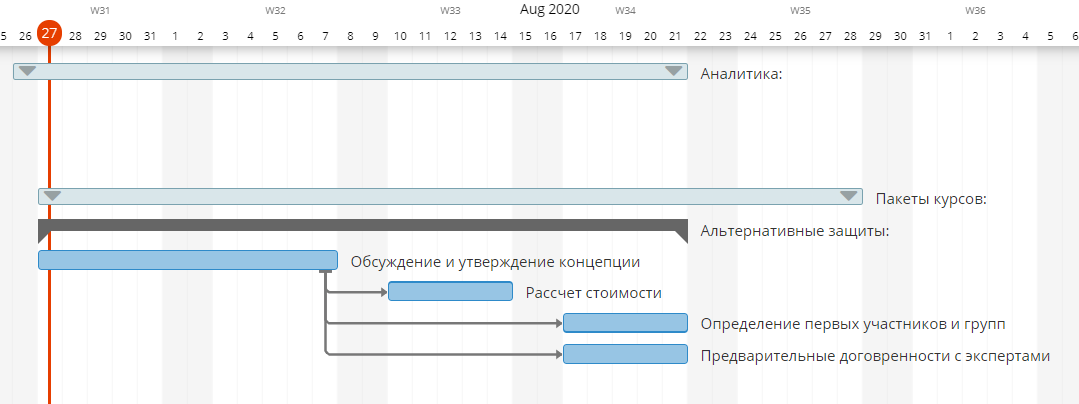 W31 W32 W33 Aug 2020 W34 W35 W36
5 26 27 28 29 30 31 1 2 3 4 5 6 7 8 9 10 11 12 13 14 15 16 17 18 19 20 21 22 23 24 25 26 27 28 29 30 31 1 2 3 4 5 6
Аналитика:
Пакеты курсов:
Альтернативные защиты:
Обсуждение и утверждение концепции
Рассчет стоимости
Определение первых участников и групп
Предварительные договренности с экспертами